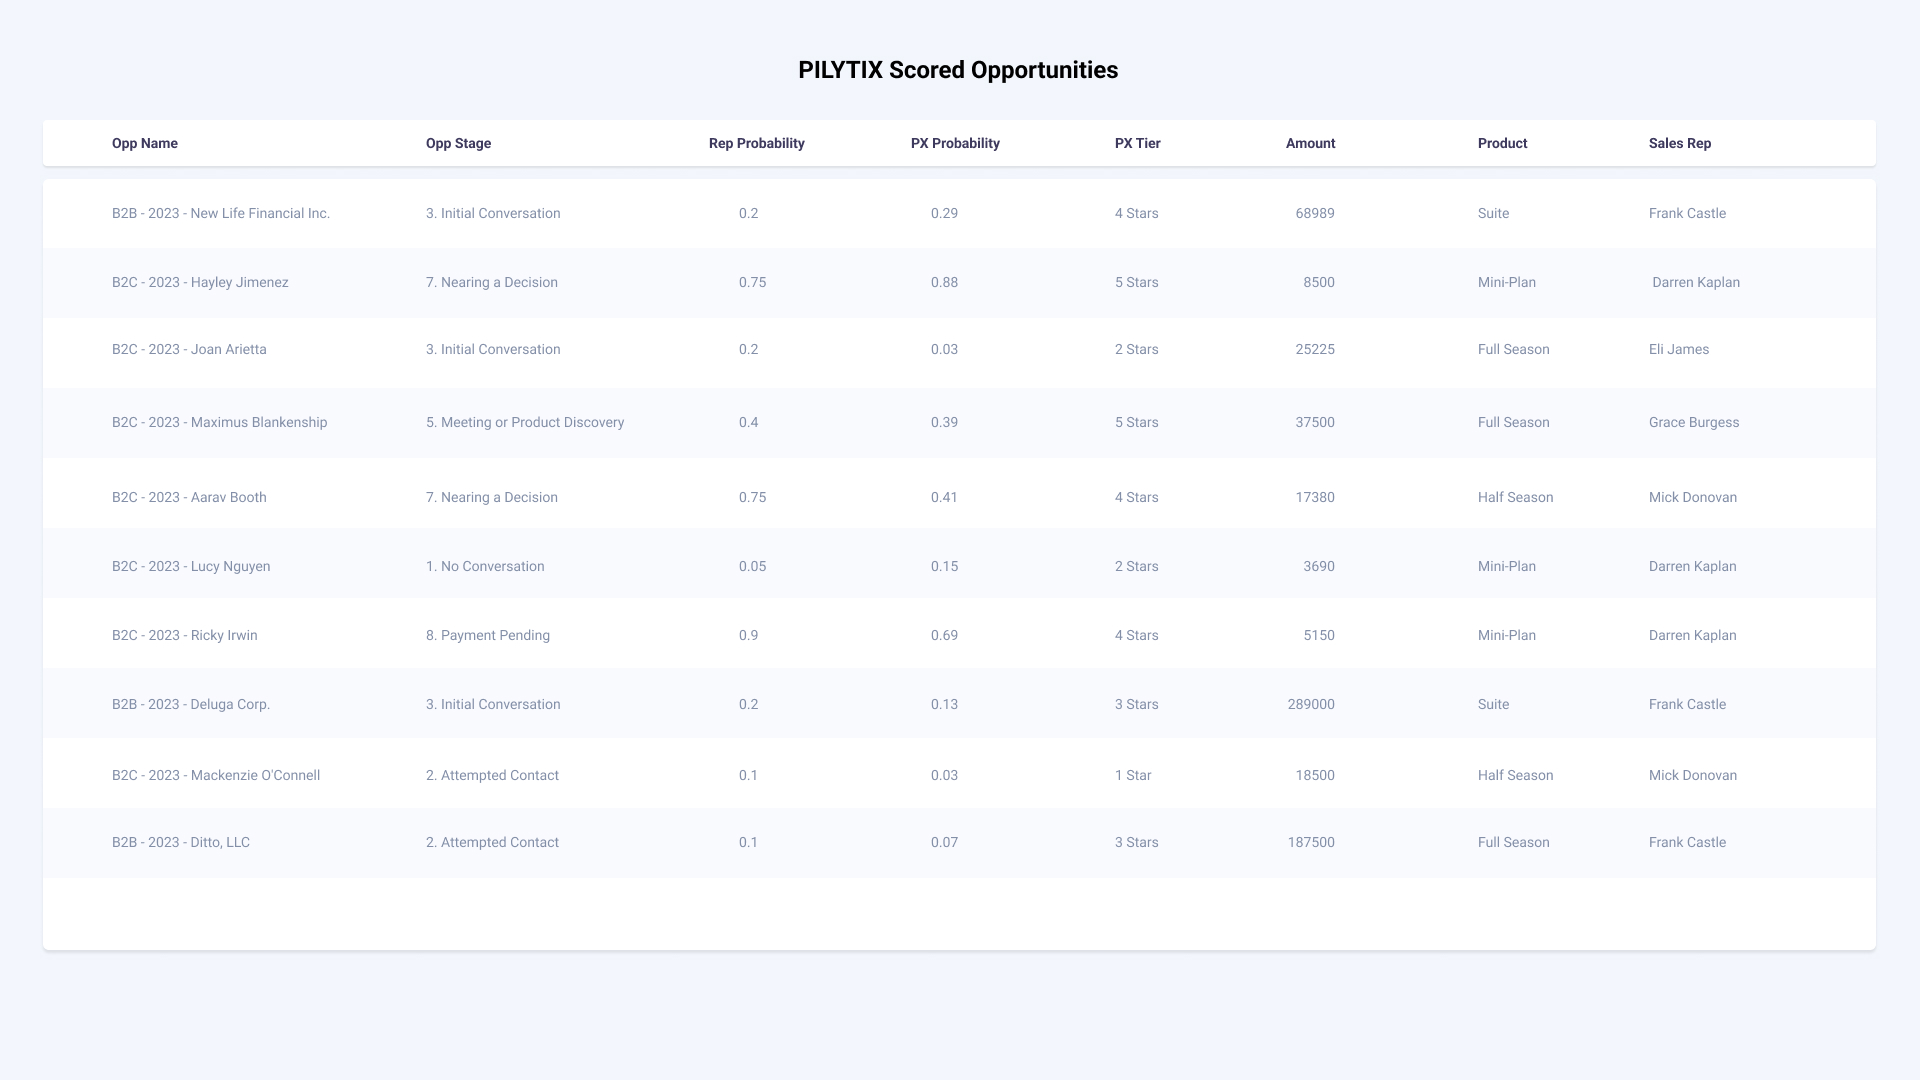 PILYTIX Scored Opportunities
Opp Name Opp Stage Rep Probability PX Probability PX Tier Amount Product Sales Rep
B2B - 2023 - New Life Financial Inc. 3. Initial Conversation 0.2 0.29 4 Stars 68989 Suite Frank Castle
B2C - 2023 - Hayley Jimenez 7. Nearing a Decision 0.75 0.88 5 Stars 8500 Mini-Plan Darren Kaplan
B2C - 2023 - Joan Arietta 3. Initial Conversation 0.2 0.03 2 Stars 25225 Full Season Eli James
B2C - 2023 - Maximus Blankenship 5. Meeting or Product Discovery 0.4 0.39 5 Stars 37500 Full Season Grace Burgess
B2C - 2023 - Aarav Booth 7. Nearing a Decision 0.75 0.41 4 Stars 17380 Half Season Mick Donovan
B2C - 2023 - Lucy Nguyen 1. No Conversation 0.05 0.15 2 Stars 3690 Mini-Plan Darren Kaplan
B2C - 2023 - Ricky Irwin 8. Payment Pending 0.9 0.69 4 Stars 5150 Mini-Plan Darren Kaplan
B2B - 2023 - Deluga Corp. 3. Initial Conversation 0.2 0.13 3 Stars 289000 Suite Frank Castle
B2C - 2023 - Mackenzie O'Connell 2. Attempted Contact 0.1 0.03 1 Star 18500 Half Season Mick Donovan
B2B - 2023 - Ditto, LLC 2. Attempted Contact 0.1 0.07 3 Stars 187500 Full Season Frank Castle